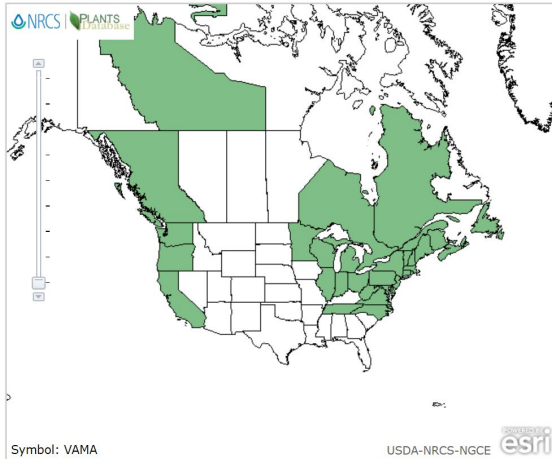 NRCS | PLANTS
Database
Symbol: VAMA
USDA-NRCS-NGCE
POWERED BY
esri